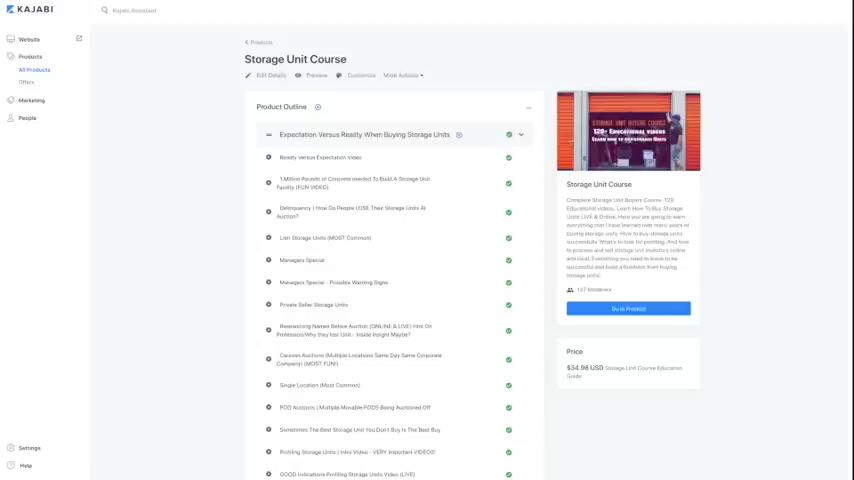 KAJABI
Kajabi Assistant
Website
Products
All Products
Offers
Marketing
People
Settings
Help
Products
Storage Unit Course
Edit Details
Preview
Customize
More Actions
Product Outline
Expectation Versus Reality When Buying Storage Units
Reality Versus Expectation Video
1 Million Pounds of Concrete Needed To Build A Storage Unit
Facility (FUN VIDEO)
Delinquency | How Do People LOSE Their Storage Units At
Auction?
Lien Storage Units (MOST Common)
Managers Special
Managers Special - Possible Warning Signs
Private Seller Storage Units
Researching Names Before Auction (ONLINE & LIVE) Hint On
Profession/Why they lost Unit - Inside Insight Maybe?
Caravan Auctions (Multiple Locations Same Day Same Corporate
Company) (MOST FUN!)
Single Location (Most Common)
POD Auctions | Multiple Movable PODS Being Auctioned Off
Sometimes The Best Storage Unit You Don't Buy Is The Best Buy
Profiling Storage Units | Intro Video - VERY Important VIDEO!
GOOD Indications Profiling Storage Units Video (LIVE)
STORAGE UNIT BUYERS COURSE
120+ EDUCATIONAL VIDEOS
LEARN HOW TO BUY STORAGE UNITS
Storage Unit Course
Complete Storage Unit Buyers Course. 120
Educational videos. Learn How To Buy Storage
Units LIVE & Online. Here you are going to learn
everything that I have learned over many years of
buying storage units. How to buy storage units
successfully. What's to look for profiling. And how
to process and sell storage unit inventory online
and local. Everything you need to know to be
successful and build a business from buying
storage units.
Members
Buy Product
Price
$34.98 USD Storage Unit Course Education
Guide